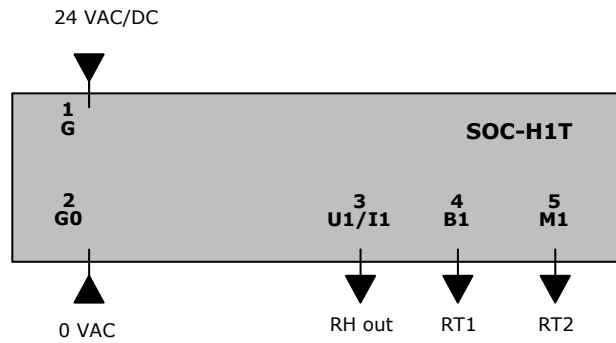 24 VAC/DC
1
G
SOC-H1T
2
G0
3
U1/I1
4
B1
5
M1
0 VAC
RH out
RT1
RT2